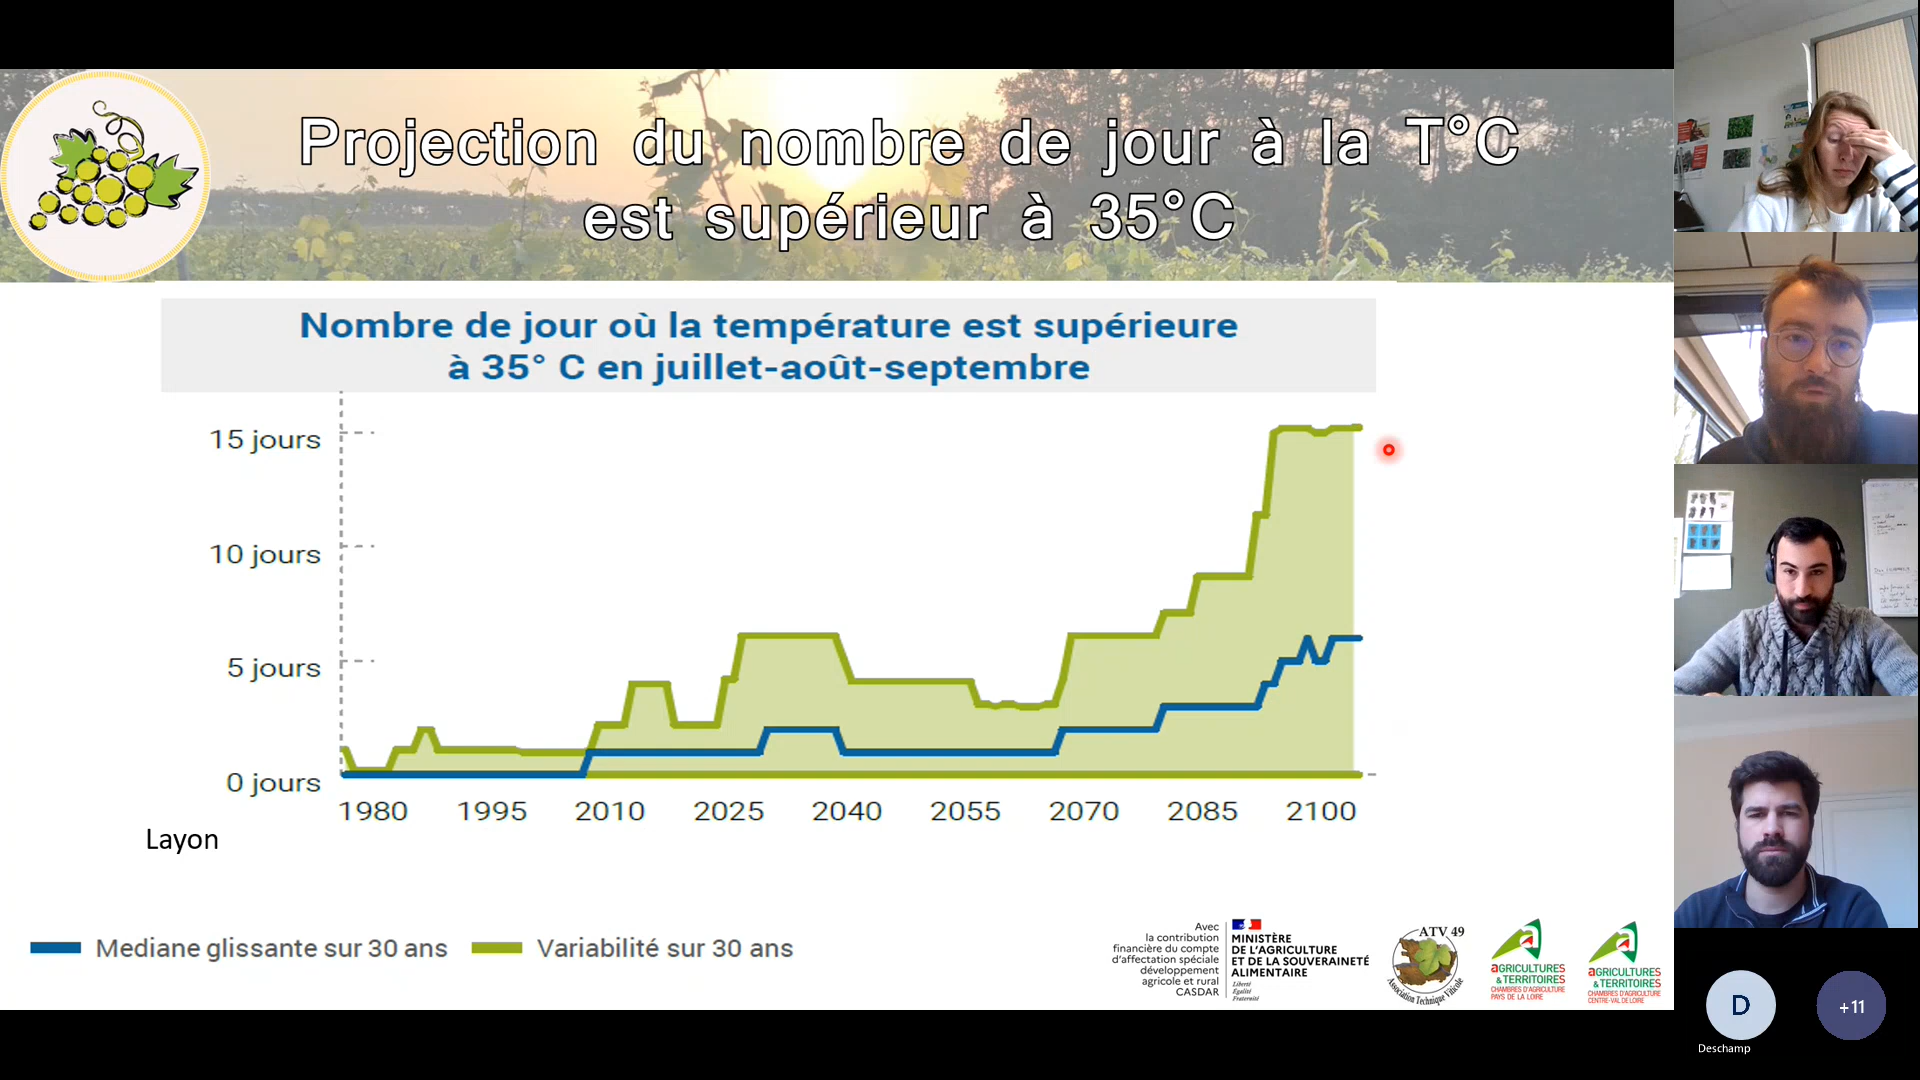 Projection du nombre de jour à la T°C
est supérieur à 35°C
Nombre de jour où la température est supérieure
à 35° C en juillet-août-septembre
15 jours
10 jours
5 jours
0 jours
1980 1995 2010 2025 2040 2055 2070 2085 2100
Layon
Mediane glissante sur 30 ans
Variabilité sur 30 ans
Avec
la contribution
financière du compte
d'affectation spéciale
développement
agricole et rural
CASDAR
MINISTÈRE
DE L'AGRICULTURE
ET DE LA SOUVERAINETÉ
ALIMENTAIRE
Liberté
Égalité
Fraternité
ATV 49
Association Technique Viticole
AGRICULTURES
& TERRITOIRES
CHAMBRES D'AGRICULTURE
PAYS DE LA LOIRE
AGRICULTURES
& TERRITOIRES
CHAMBRES D'AGRICULTURE
CENTRE-VAL DE LOIRE
D
+11
Deschamp